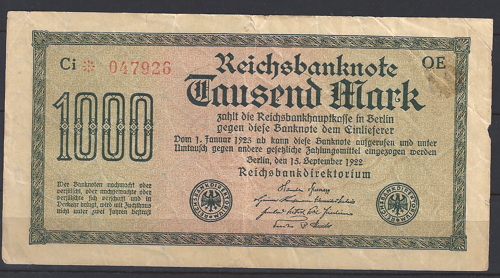 Reichsbanknote
Ci * 047926
OE
Tausend Mark
1000
zahlt die Reichsbankhauptkasse in Berlin
gegen diese Banknote dem Einlieferer
Vom 1. Januar 1923 ab kann diese Banknote aufgerufen und unter
Umtausch gegen andere gesetzliche Zahlungsmittel eingezogen werden
Berlin, den 15. September 1922
Reichsbankdirektorium
Wer Banknoten nachmacht oder
verfälscht, oder nachgemachte oder
verfälschte sich verschafft und in
Verkehr bringt, wird mit Zuchthaus
nicht unter zwei Jahren bestraft